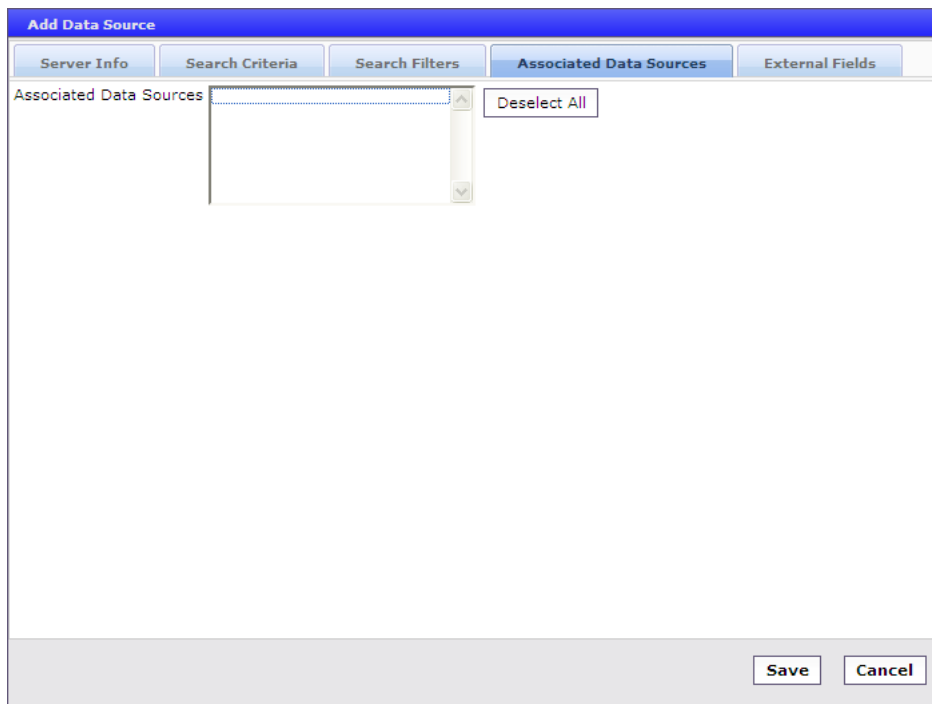 Add Data Source
Server Info Search Criteria Search Filters Associated Data Sources External Fields
Associated Data Sources Deselect All
Save Cancel